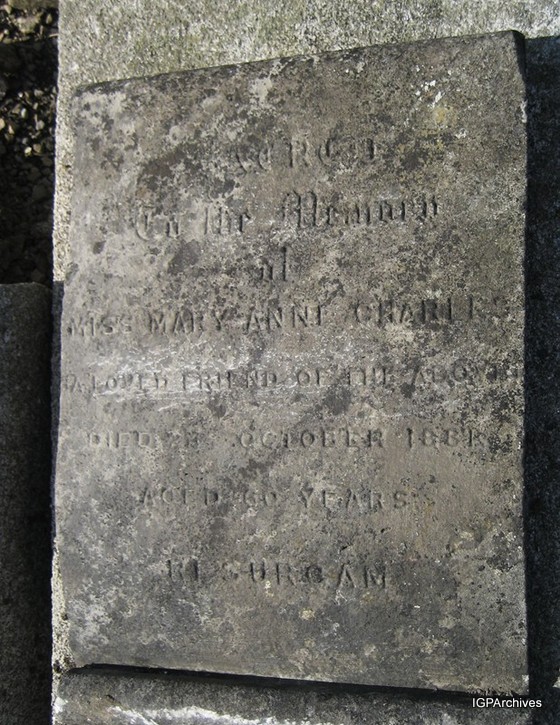 SACRED
To the Memory
of
MISS MARY ANNE CHARLES
A LOVED FRIEND OF THE ABOVE
DIED OCTOBER
AGED 60 YEARS
RESURGAM
IGPArchives